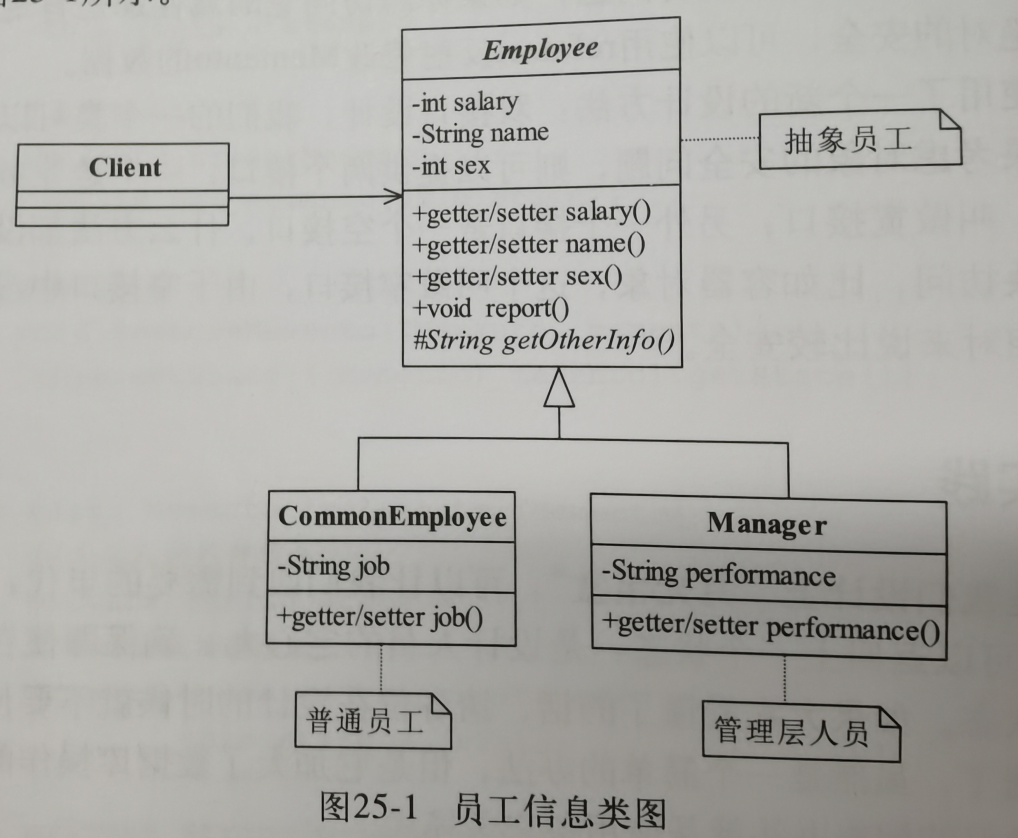 Employee
-int salary
-String name
-int sex
+getter/setter salary()
+getter/setter name()
+getter/setter sex()
+void report()
#String getOtherInfo()
抽象员工
Client
CommonEmployee
-String job
+getter/setter job()
Manager
-String performance
+getter/setter performance()
普通员工
管理层人员
图25-1 员工信息类图